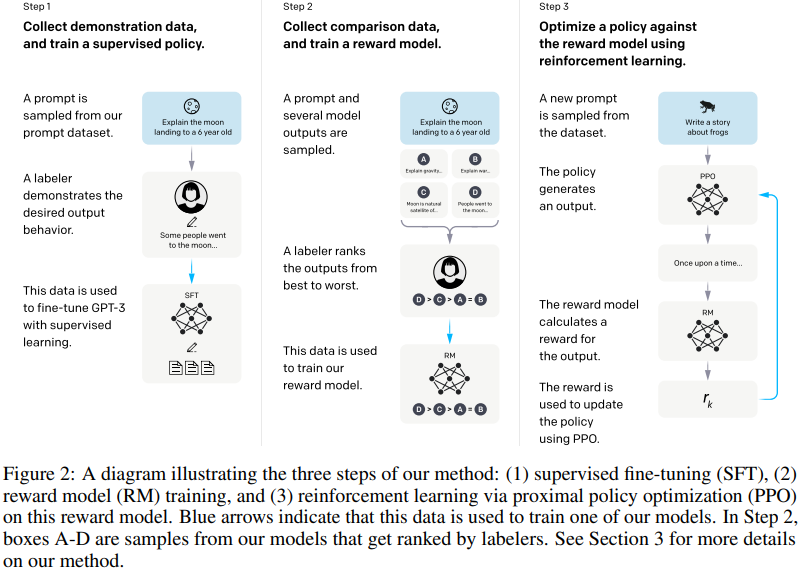 Step 1
Collect demonstration data,
and train a supervised policy.
A prompt is
sampled from our
prompt dataset.
Explain the moon
landing to a 6 year old
A labeler
demonstrates the
desired output
behavior.
Some people went
to the moon...
This data is used
to fine-tune GPT-3
with supervised
learning.
SFT
Step 2
Collect comparison data,
and train a reward model.
A prompt and
several model
outputs are
sampled.
Explain the moon
landing to a 6 year old
A
Explain gravity...
B
Explain war...
C
Moon is natural
satellite of...
D
People went to
the moon...
A labeler ranks
the outputs from
best to worst.
D > C > A = B
This data is used
to train our
reward model.
RM
D > C > A = B
Step 3
Optimize a policy against
the reward model using
reinforcement learning.
A new prompt
is sampled from
the dataset.
Write a story
about frogs
The policy
generates
an output.
PPO
Once upon a time...
The reward model
calculates a
reward for
the output.
RM
The reward is
used to update
the policy
using PPO.
rₖ
Figure 2: A diagram illustrating the three steps of our method: (1) supervised fine-tuning (SFT), (2)
reward model (RM) training, and (3) reinforcement learning via proximal policy optimization (PPO)
on this reward model. Blue arrows indicate that this data is used to train one of our models. In Step 2,
boxes A-D are samples from our models that get ranked by labelers. See Section 3 for more details
on our method.